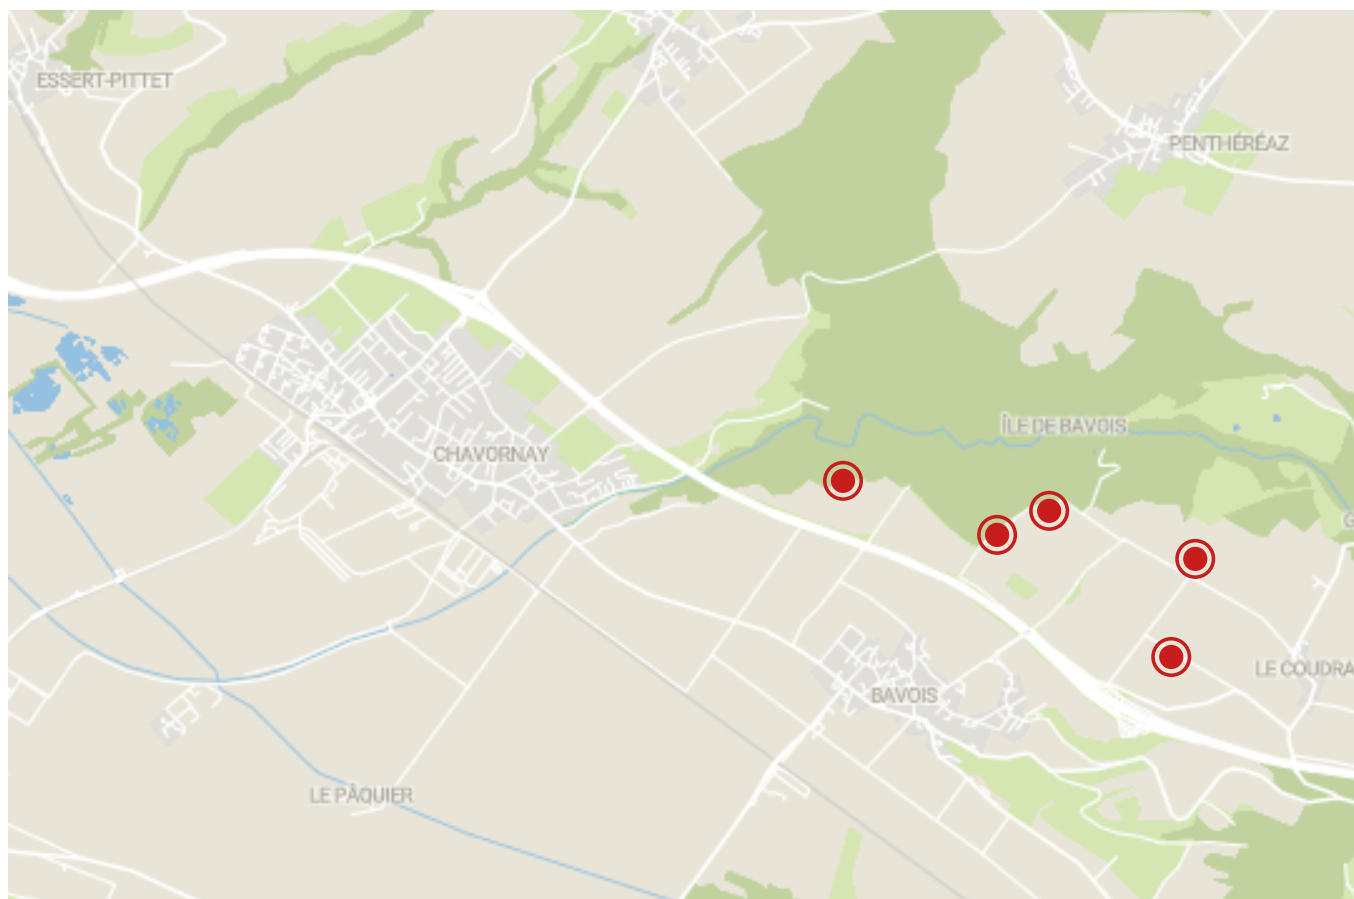 ESSERT-PITTET
PENTHÉRÉAZ
ÎLE DE BAVOIS
CHAVORNAY
LE COUDRA
BAVOIS
LE PÂQUIER